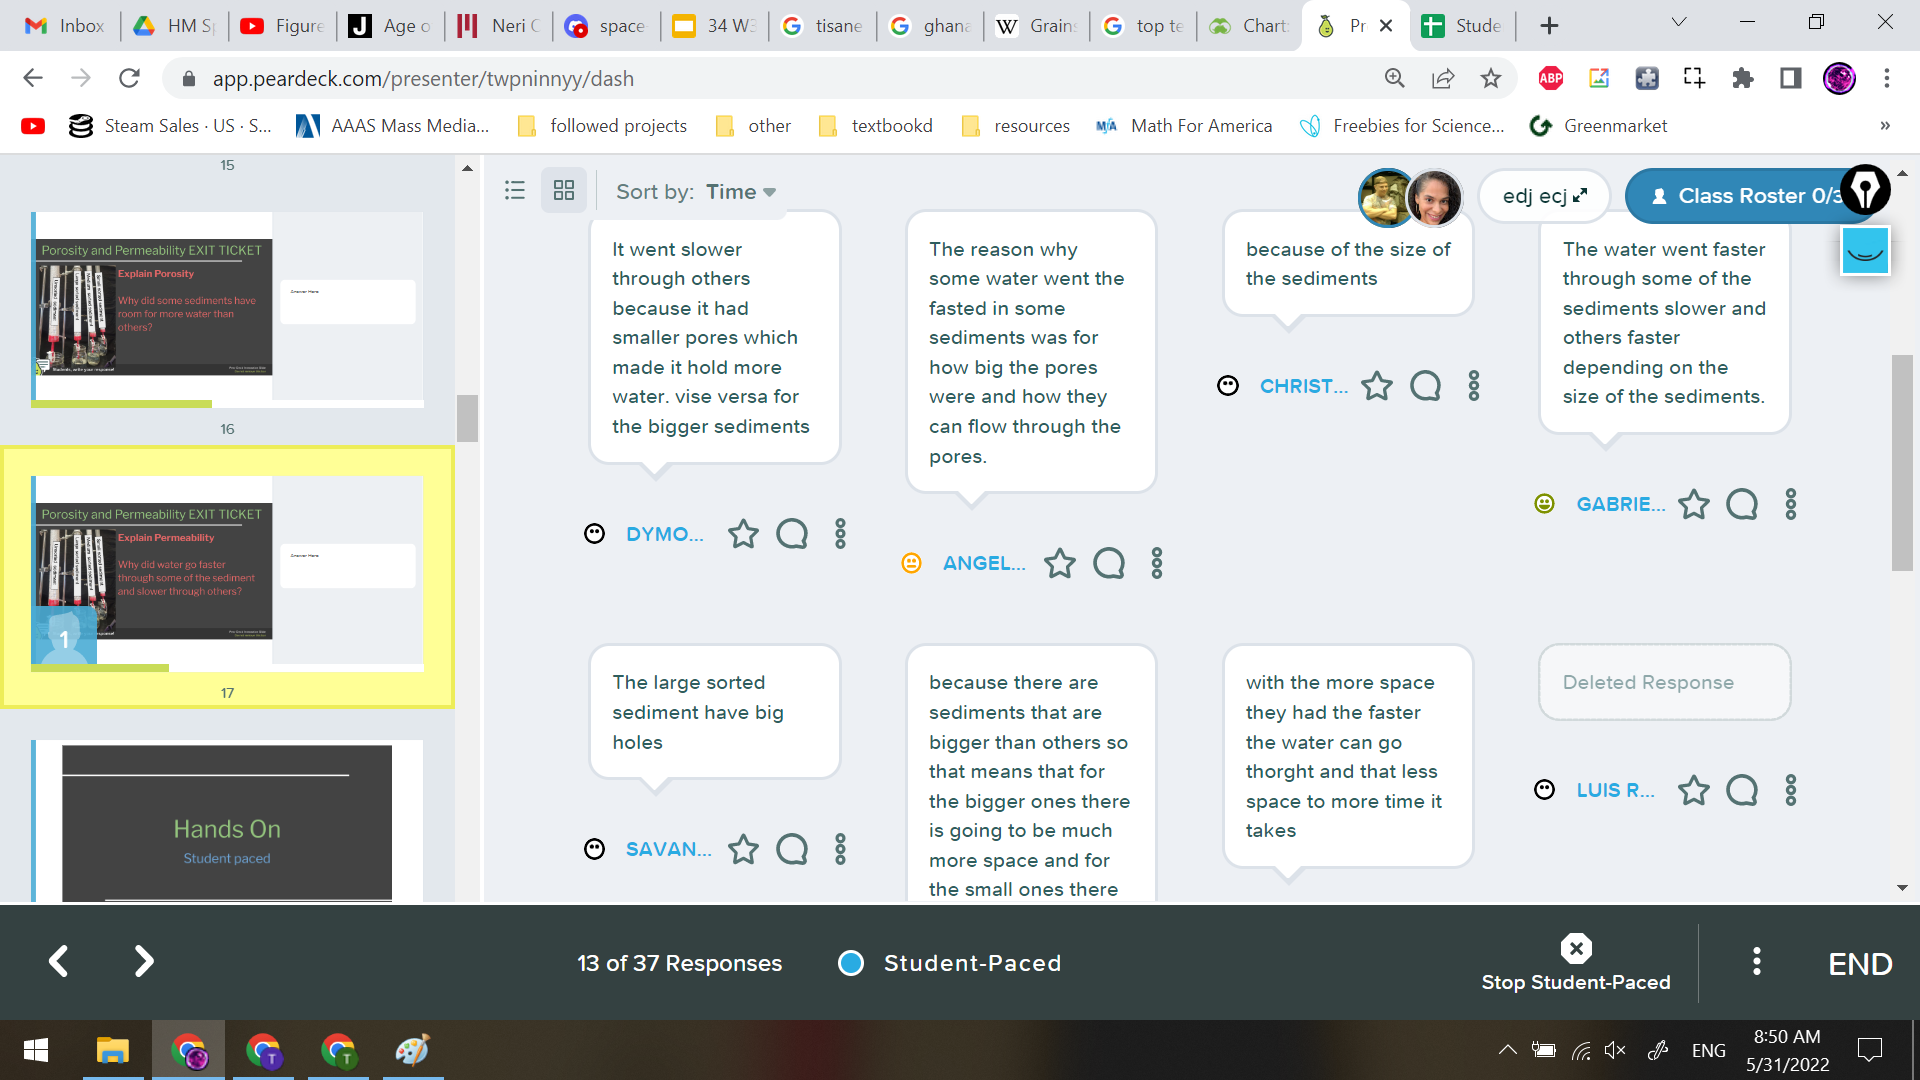 Inbox
HM Sp
Figure
Age o
Neri O
space
34 W3
tisane
ghana
Grains
top te
Chart
Pr
Stude
app.peardeck.com/presenter/twpninnyy/dash
ABP
Steam Sales · US · S...
AAAS Mass Media...
followed projects
other
textbookd
resources
MfA
Math For America
Freebies for Science...
Greenmarket
»
15
Porosity and Permeability EXIT TICKET
Explain Porosity
Why did some sediments have
room for more water than
others?
Students, write your response!
Answer Here
16
Porosity and Permeability EXIT TICKET
Explain Permeability
Why did water go faster
through some of the sediment
and slower through others?
Answer Here
1
17
Hands On
Student paced
Sort by: Time
edj ecj
Class Roster 0/3
It went slower
through others
because it had
smaller pores which
made it hold more
water. vise versa for
the bigger sediments
DYMO...
The reason why
some water went the
fasted in some
sediments was for
how big the pores
were and how they
can flow through the
pores.
ANGEL...
because of the size of
the sediments
CHRIST...
The water went faster
through some of the
sediments slower and
others faster
depending on the
size of the sediments.
GABRIE...
The large sorted
sediment have big
holes
SAVAN...
because there are
sediments that are
bigger than others so
that means that for
the bigger ones there
is going to be much
more space and for
the small ones there
with the more space
they had the faster
the water can go
thorght and that less
space to more time it
takes
Deleted Response
LUIS R...
13 of 37 Responses
Student-Paced
Stop Student-Paced
END
ENG
8:50 AM
5/31/2022